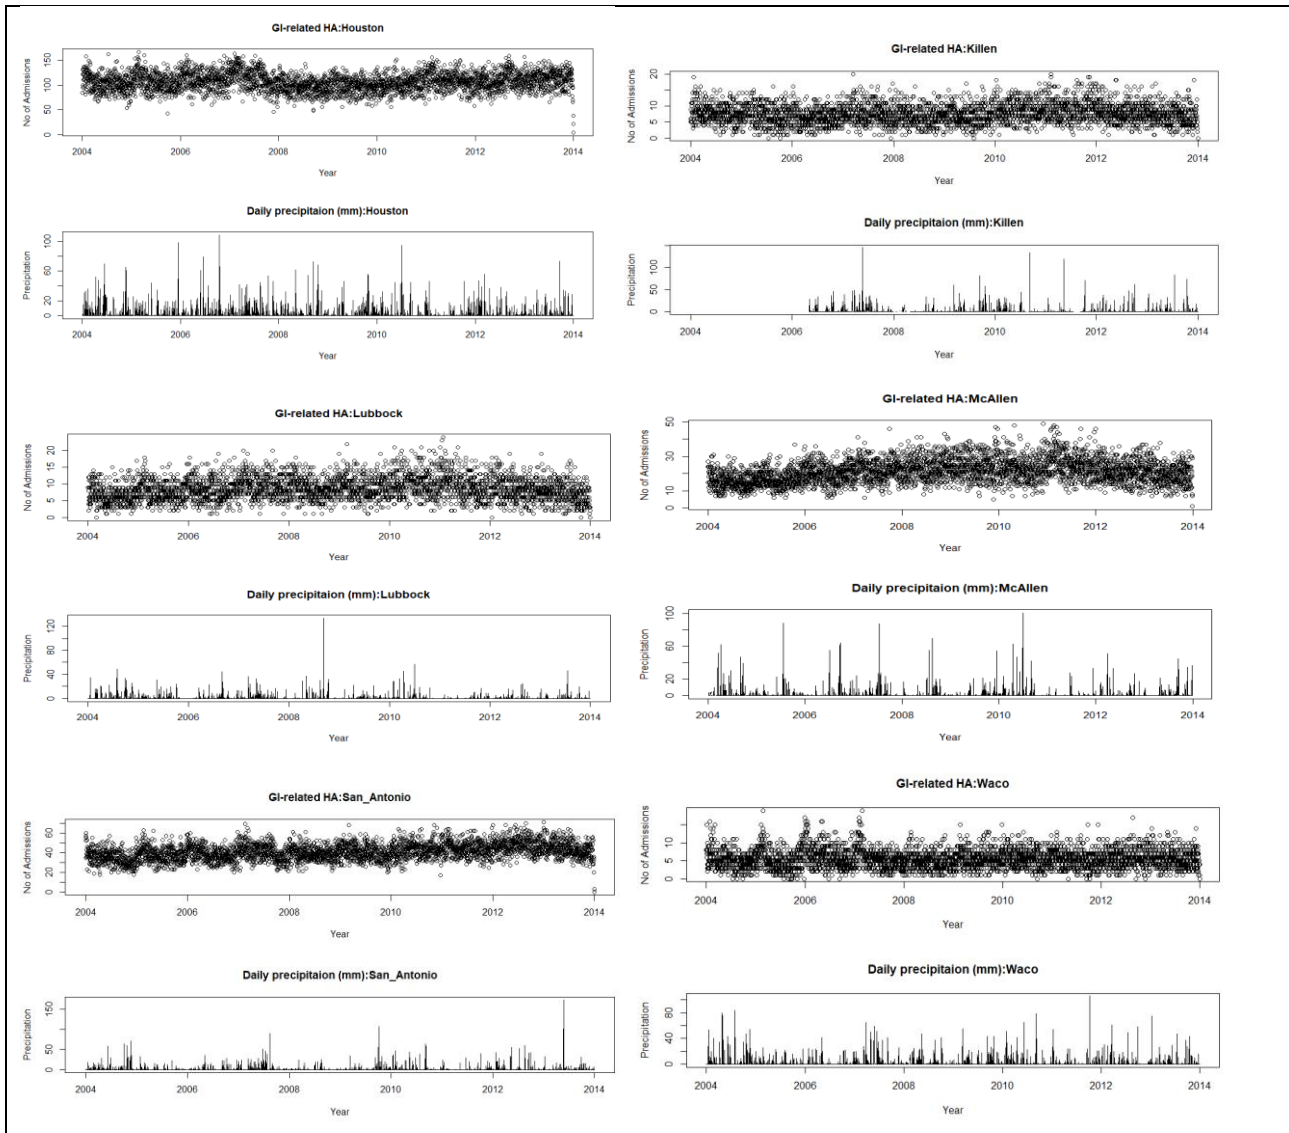 GI-related HA:Houston
No of Admissions
150
100
50
0
2004 2006 2008 2010 2012 2014
Year
Daily precipitaion (mm):Houston
Precipitation
100
60
20
0
2004 2006 2008 2010 2012 2014
Year
GI-related HA:Killen
No of Admissions
20
15
10
5
0
2004 2006 2008 2010 2012 2014
Year
Daily precipitaion (mm):Killen
Precipitation
100
50
0
2004 2006 2008 2010 2012 2014
Year
GI-related HA:Lubbock
No of Admissions
20
15
10
5
0
2004 2006 2008 2010 2012 2014
Year
Daily precipitaion (mm):Lubbock
Precipitation
120
80
40
0
2004 2006 2008 2010 2012 2014
Year
GI-related HA:McAllen
No of Admissions
50
30
10
0
2004 2006 2008 2010 2012 2014
Year
Daily precipitaion (mm):McAllen
Precipitation
100
60
20
0
2004 2006 2008 2010 2012 2014
Year
GI-related HA:San_Antonio
No of Admissions
60
40
20
0
2004 2006 2008 2010 2012 2014
Year
Daily precipitaion (mm):San_Antonio
Precipitation
150
50
0
2004 2006 2008 2010 2012 2014
Year
GI-related HA:Waco
No of Admissions
15
10
5
0
2004 2006 2008 2010 2012 2014
Year
Daily precipitaion (mm):Waco
Precipitation
80
40
0
2004 2006 2008 2010 2012 2014
Year